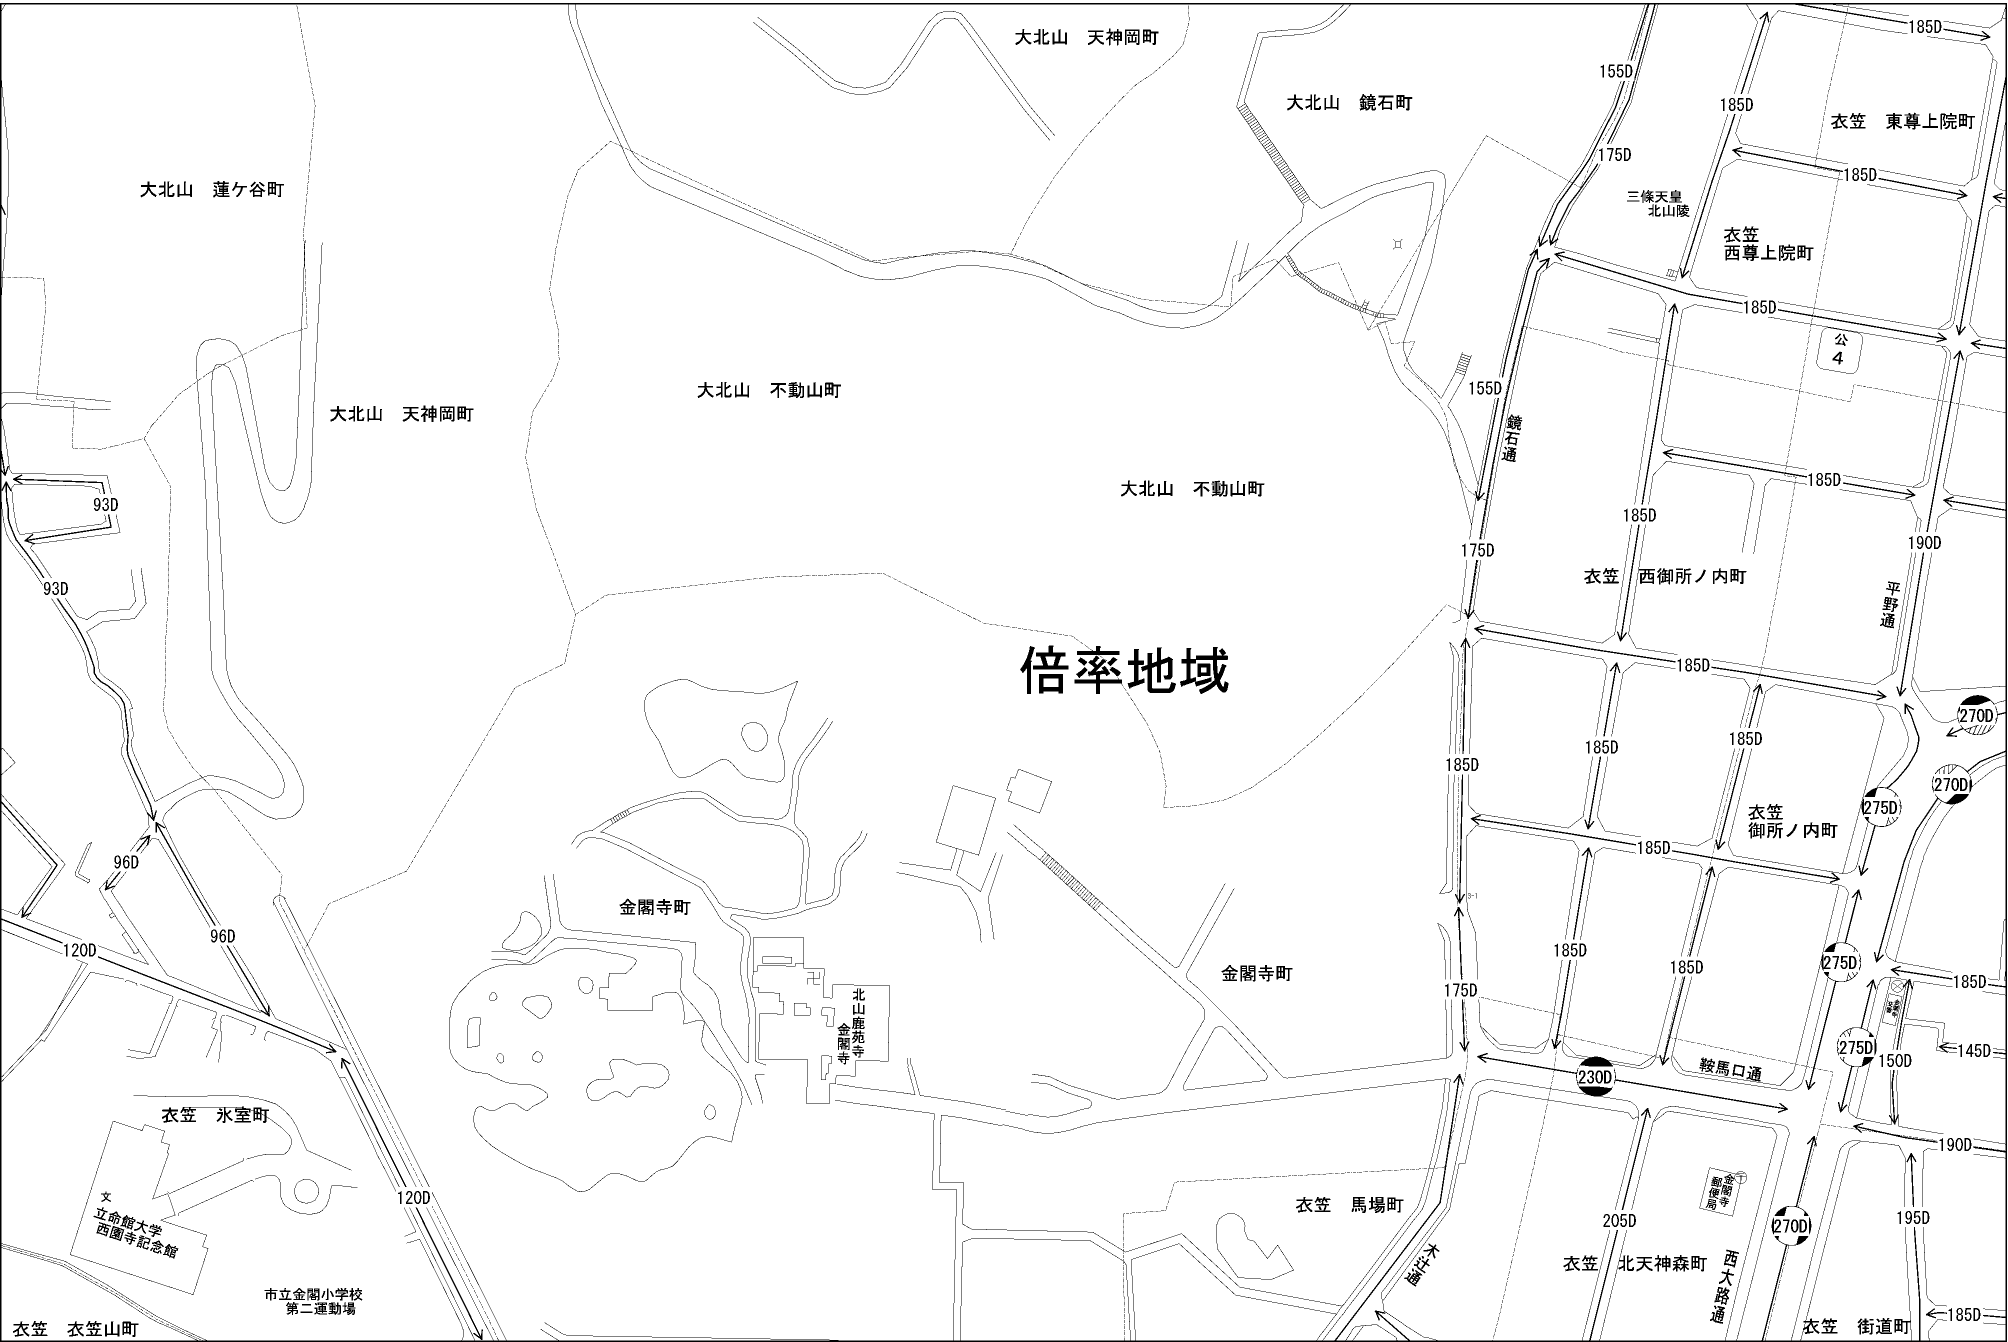 185D
大北山　天神岡町
155D
大北山　鏡石町
185D
衣笠　東尊上院町
175D
185D
大北山　蓮ケ谷町
三條天皇
北山陵
衣笠
西尊上院町
185D
公
4
155D
大北山　不動山町
大北山　天神岡町
鏡石通
185D
大北山　不動山町
93D
185D
190D
175D
衣笠　西御所ノ内町
93D
平野通
倍率地域
185D
270D
185D
185D
185D
270D
275D
衣笠
御所ノ内町
185D
96D
金閣寺町
96D
120D
185D
185D
275D
金閣寺町
185D
175D
北山鹿苑寺
金閣寺
275D
150D
145D
鞍馬口通
230D
衣笠　氷室町
190D
120D
文
立命館大学
西園寺記念館
金閣寺
郵便局
〒
衣笠　馬場町
205D
270D
195D
木辻通
衣笠　北天神森町
西大路通
市立金閣小学校
第二運動場
185D
衣笠　衣笠山町
衣笠　街道町